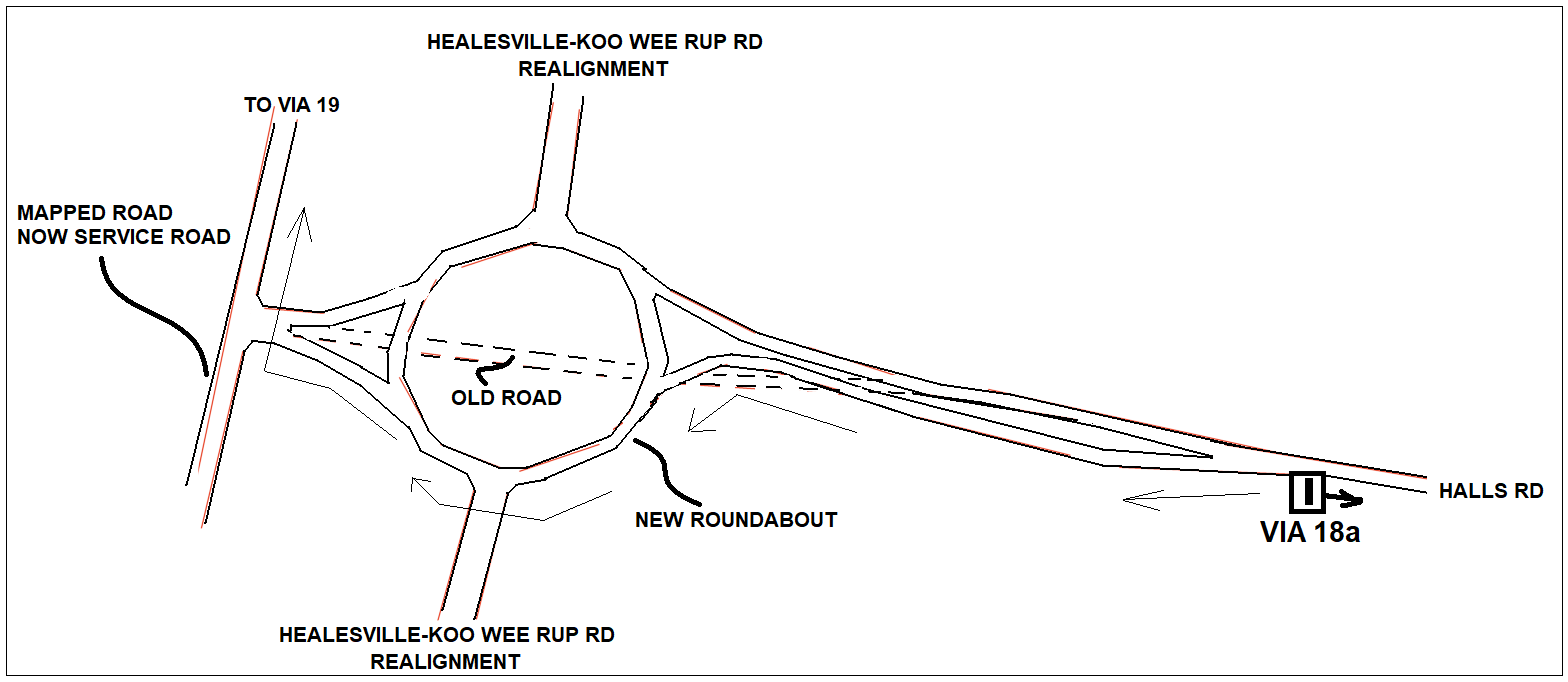 HEALESVILLE-KOO WEE RUP RD
REALIGNMENT
TO VIA 19
MAPPED ROAD
NOW SERVICE ROAD
OLD ROAD
HALLS RD
I
VIA 18a
NEW ROUNDABOUT
HEALESVILLE-KOO WEE RUP RD
REALIGNMENT